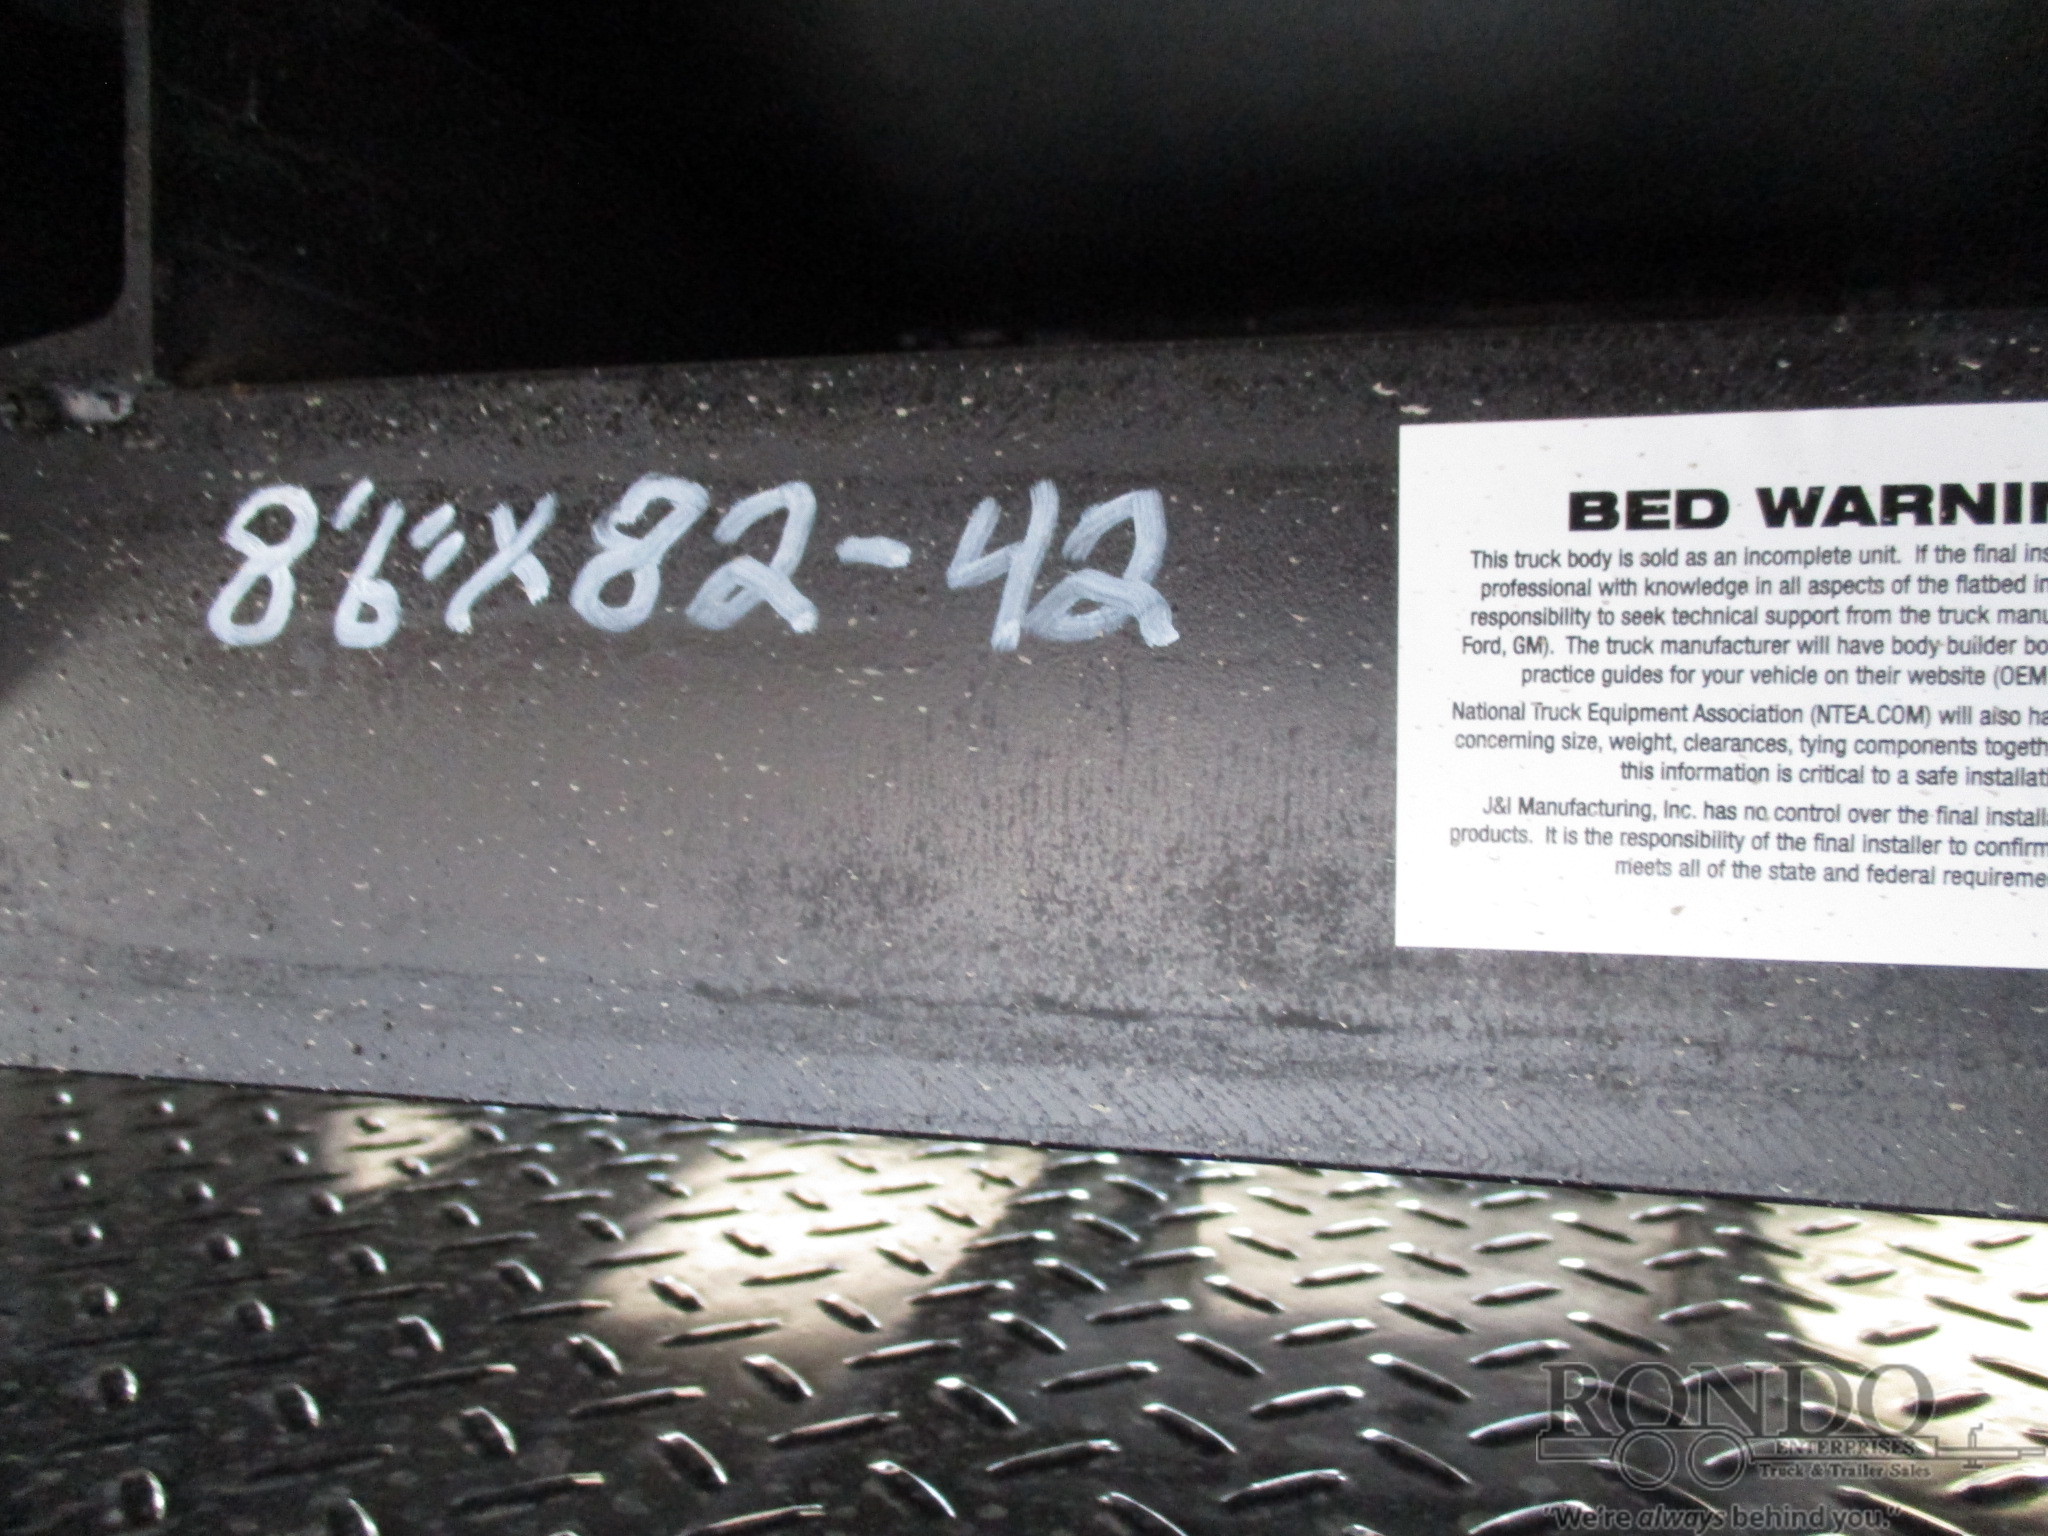 8'6"X82-42
BED WARNIN
This truck body is sold as an incomplete unit. If the final ins
professional with knowledge in all aspects of the flatbed in
responsibility to seek technical support from the truck manu
Ford, GM). The truck manufacturer will have body builder bo
practice guides for your vehicle on their website (OEM
National Truck Equipment Association (NTEA.COM) will also ha
concerning size, weight, clearances, tying components togeth
this information is critical to a safe installati
J&I Manufacturing, Inc. has no control over the final installa
products. It is the responsibility of the final installer to confirm
meets all of the state and federal requireme
RONDO
ENTERPRISES
Truck & Trailer Sales
"We're always behind you."